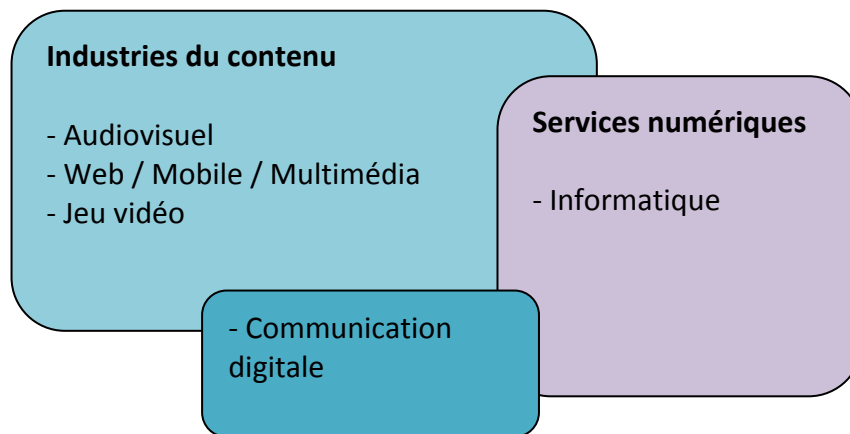 Industries du contenu
- Audiovisuel
- Web / Mobile / Multimédia
- Jeu vidéo
Services numériques
- Informatique
- Communication
digitale